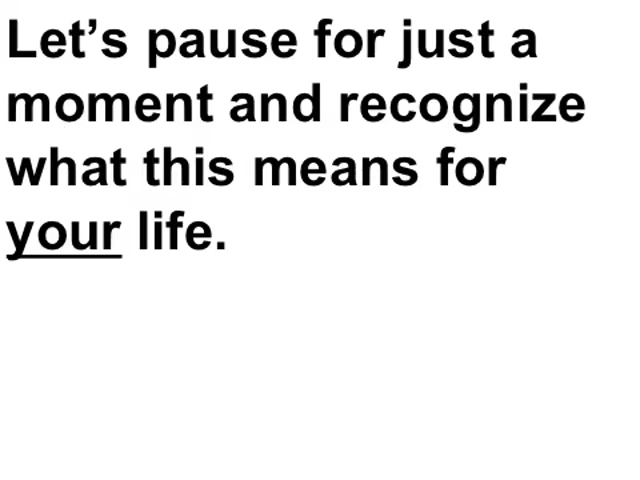 Let’s pause for just a
moment and recognize
what this means for
your life.